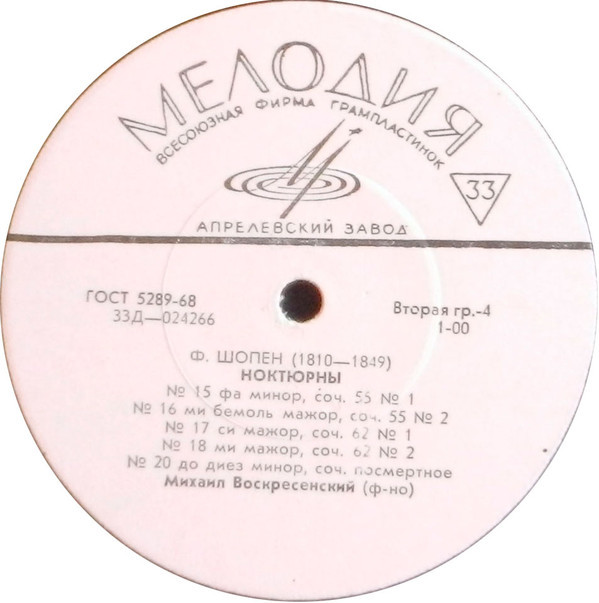 МЕЛОДИЯ
ВСЕСОЮЗНАЯ ФИРМА ГРАМПЛАСТИНОК
33
АПРЕЛЕВСКИЙ ЗАВОД
ГОСТ 5289-68
33Д—024266
Вторая гр.-4
1-00
Ф. ШОПЕН (1810—1849)
НОКТЮРНЫ
№ 15 фа минор, соч. 55 № 1
№ 16 ми бемоль мажор, соч. 55 № 2
№ 17 си мажор, соч. 62 № 1
№ 18 ми мажор, соч. 62 № 2
№ 20 до диез минор, соч. посмертное
Михаил Воскресенский (ф-но)